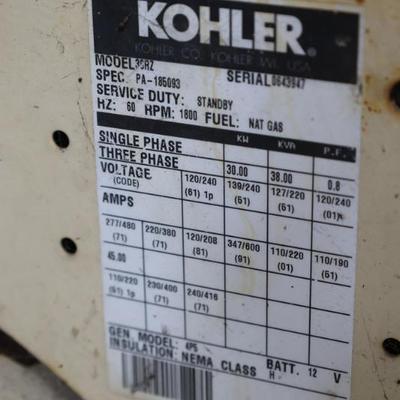 KOHLER®
KOHLER CO. KOHLER WI. USA
MODEL 30RZ
SPEC. PA-185093 SERIAL 0643947
SERVICE DUTY: STANDBY
HZ: 60 RPM: 1800 FUEL: NAT GAS
KW KVA P.F.
SINGLE PHASE
THREE PHASE 30.00 38.00 0.8
VOLTAGE 120/240 139/240 127/220 120/240
(CODE) (61) 1p (61) (61) (01)
AMPS
277/480 220/380 120/208 347/600 110/220 110/190
(71) (71) (81) (91) (01) (61)
45.00
110/220 230/400 240/416
(61) 1p (71) (71)
GEN. MODEL: 4P5 BATT. 12 V
INSULATION: NEMA CLASS H